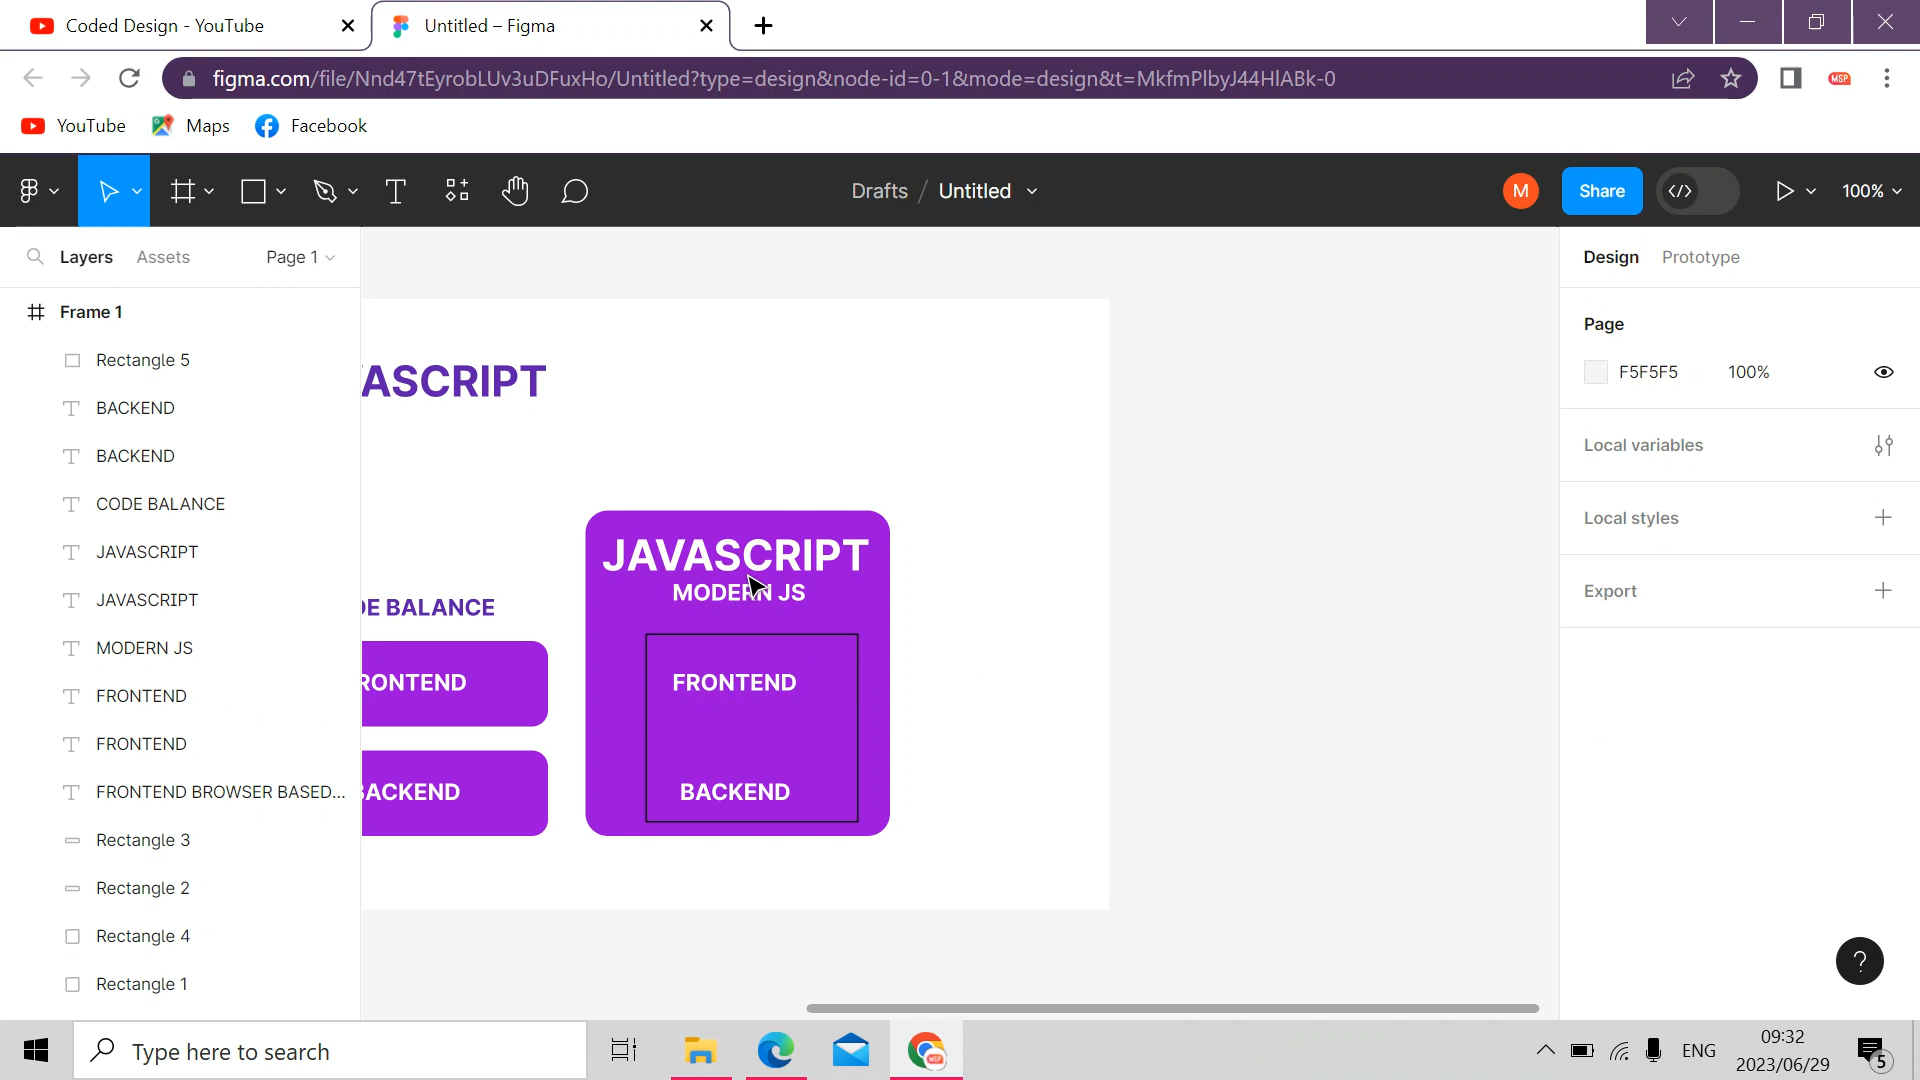 Coded Design - YouTube
Untitled – Figma
figma.com/file/Nnd47tEyrobLUv3uDFuxHo/Untitled?type=design&node-id=0-1&mode=design&t=MkfmPlbyJ44HlABk-0
MSP
YouTube
Maps
Facebook
Drafts / Untitled
M
Share
100%
Layers
Assets
Page 1
Design
Prototype
Frame 1
Rectangle 5
BACKEND
BACKEND
CODE BALANCE
JAVASCRIPT
JAVASCRIPT
MODERN JS
FRONTEND
FRONTEND
FRONTEND BROWSER BASED...
Rectangle 3
Rectangle 2
Rectangle 4
Rectangle 1
ASCRIPT
DE BALANCE
RONTEND
BACKEND
JAVASCRIPT
MODERN JS
FRONTEND
BACKEND
Page
F5F5F5 100%
Local variables
Local styles
Export
?
Type here to search
ENG
09:32
2023/06/29
5